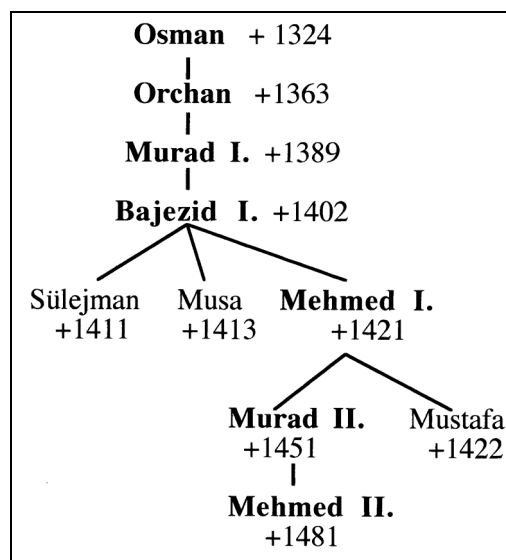 Osman + 1324
Orchan +1363
Murad I. +1389
Bajezid I. +1402
Sülejman Musa Mehmed I.
+1411 +1413 +1421
Murad II. Mustafa
+1451 +1422
Mehmed II.
+1481